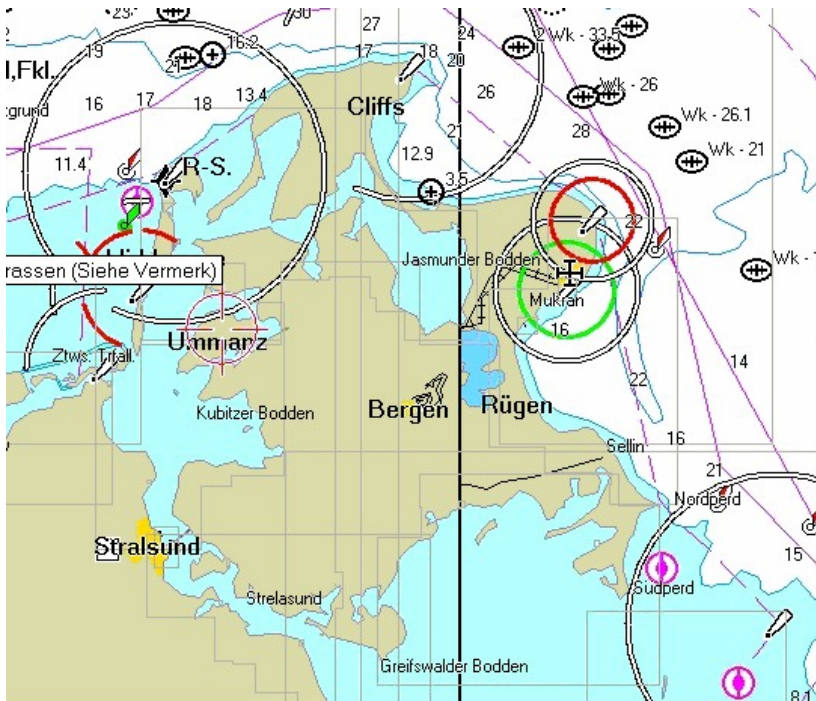 23
30
27
24
19
21
16.2
17
18
20
2 Wk - 33.5
,Fkl.
16
17
18
13.4
Cliffs
26
Wk - 26
28
Wk - 26.1
21
Wk - 21
11.4
R-S.
12.9
3.5
22
rassen (Siehe Vermerk)
Jasmunder Bodden
Mukran
16
Ummanz
Ztws. Trfall.
14
22
Kubitzer Bodden
Bergen
Rügen
Sellin
16
21
Nordperd
Stralsund
15
Südperd
Strelasund
Greifswalder Bodden
8.1